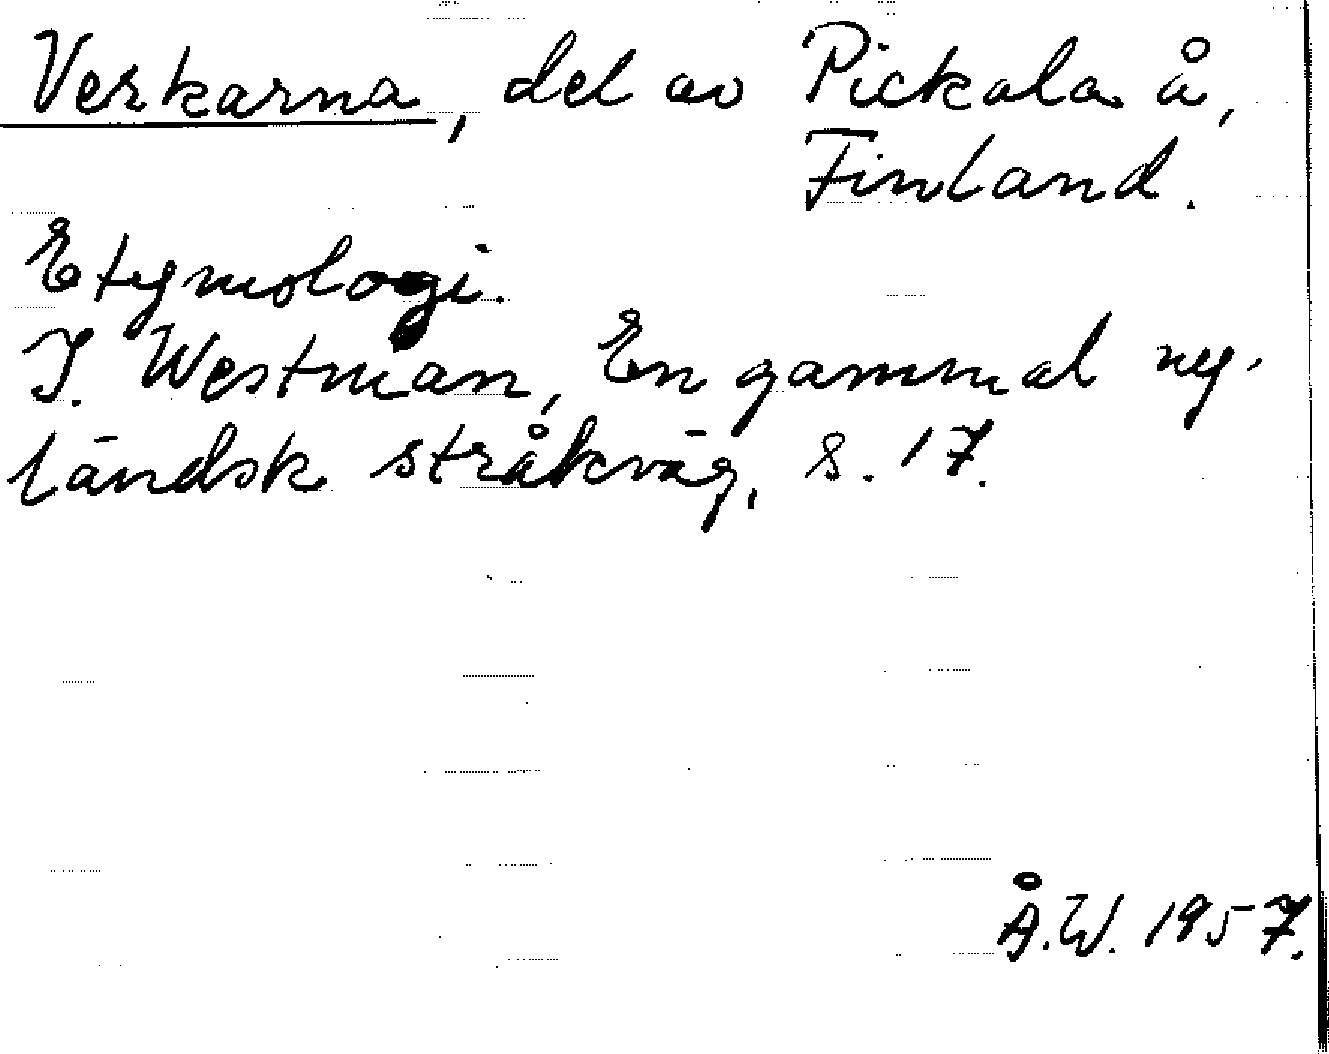 Verkarna, del av Pickala å,
Finland.
Etymologi.
I. Westman, En gammal ny-
ländsk stråkväg, s. 17.
Å.W. 1957.